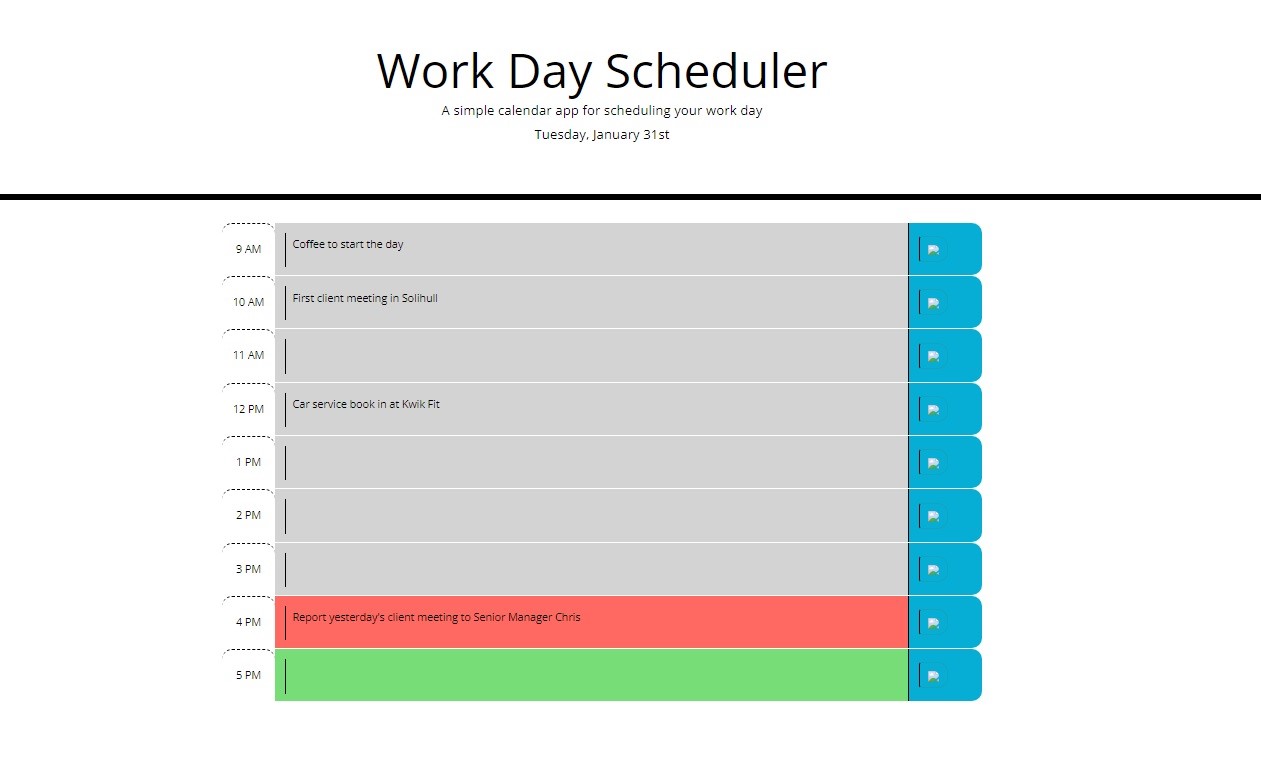 Work Day Scheduler
A simple calendar app for scheduling your work day
Tuesday, January 31st
9 AM Coffee to start the day
10 AM First client meeting in Solihull
11 AM
12 PM Car service book in at Kwik Fit
1 PM
2 PM
3 PM
4 PM Report yesterday's client meeting to Senior Manager Chris
5 PM